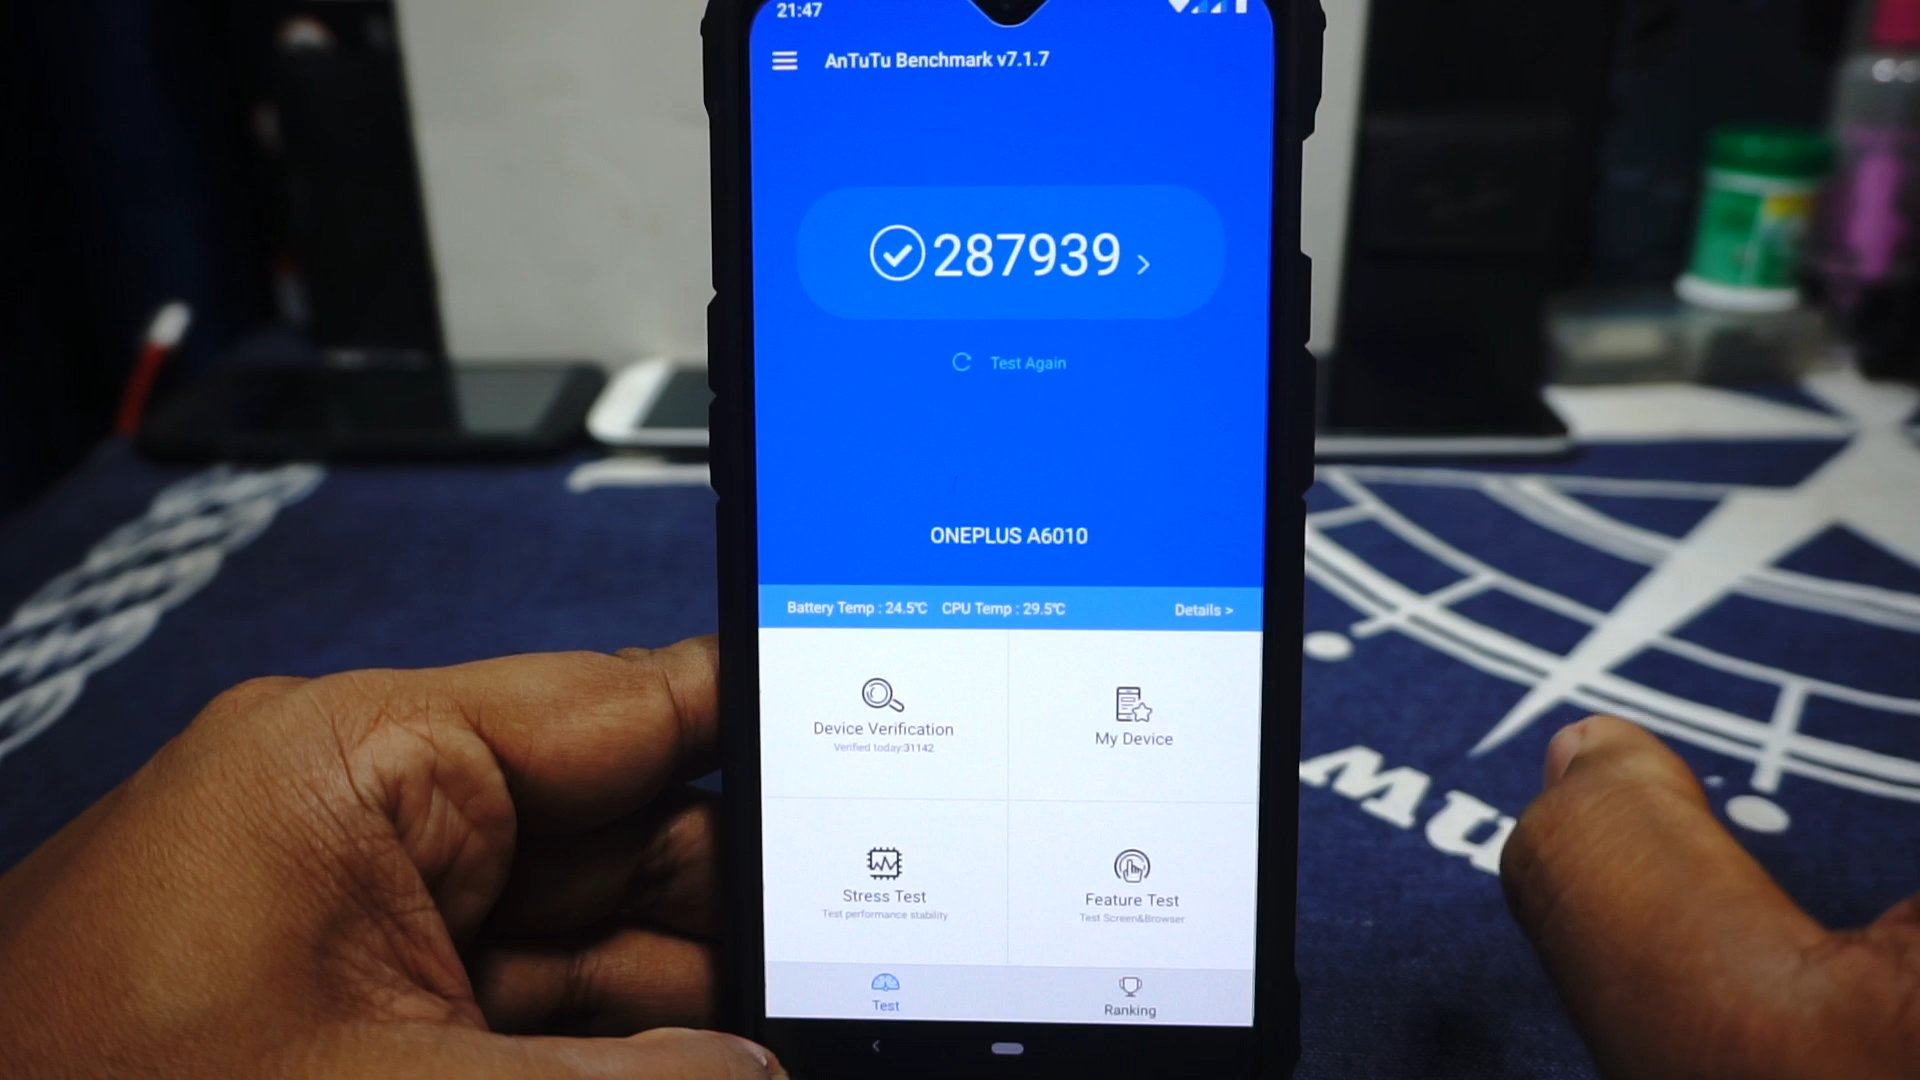 21:47
AnTuTu Benchmark v7.1.7
287939 >
Test Again
ONEPLUS A6010
Battery Temp : 24.5℃ CPU Temp : 29.5℃ Details >
Device Verification
Verified today:31142
My Device
Stress Test
Test performance stability
Feature Test
Test Screen&Browser
Test
Ranking
nw